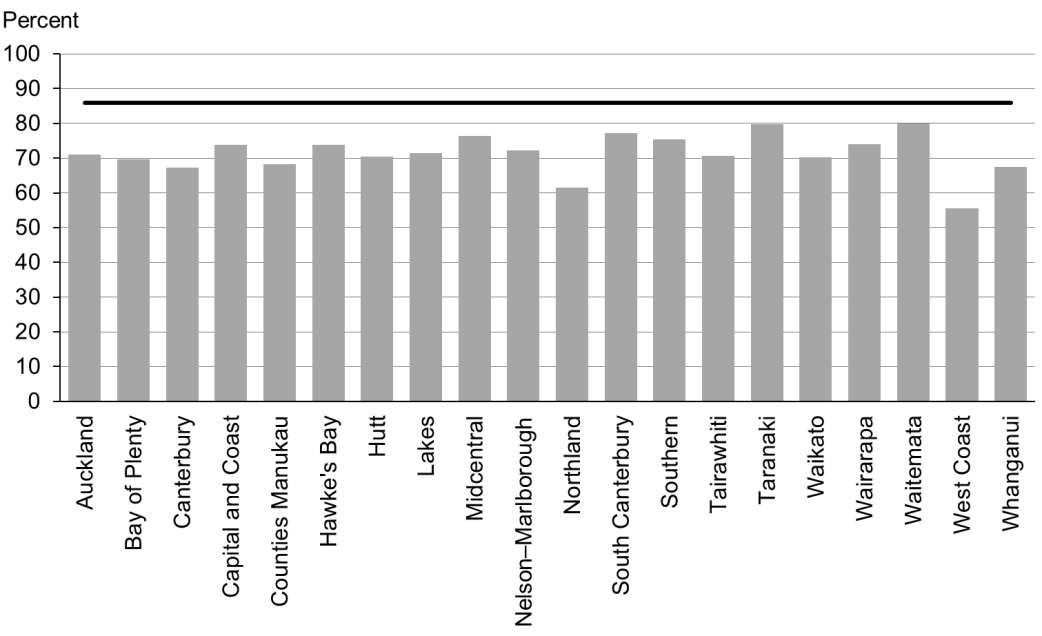 Percent
100
90
80
70
60
50
40
30
20
10
0
Auckland
Bay of Plenty
Canterbury
Capital and Coast
Counties Manukau
Hawke's Bay
Hutt
Lakes
Midcentral
Nelson–Marlborough
Northland
South Canterbury
Southern
Tairawhiti
Taranaki
Waikato
Wairarapa
Waitemata
West Coast
Whanganui